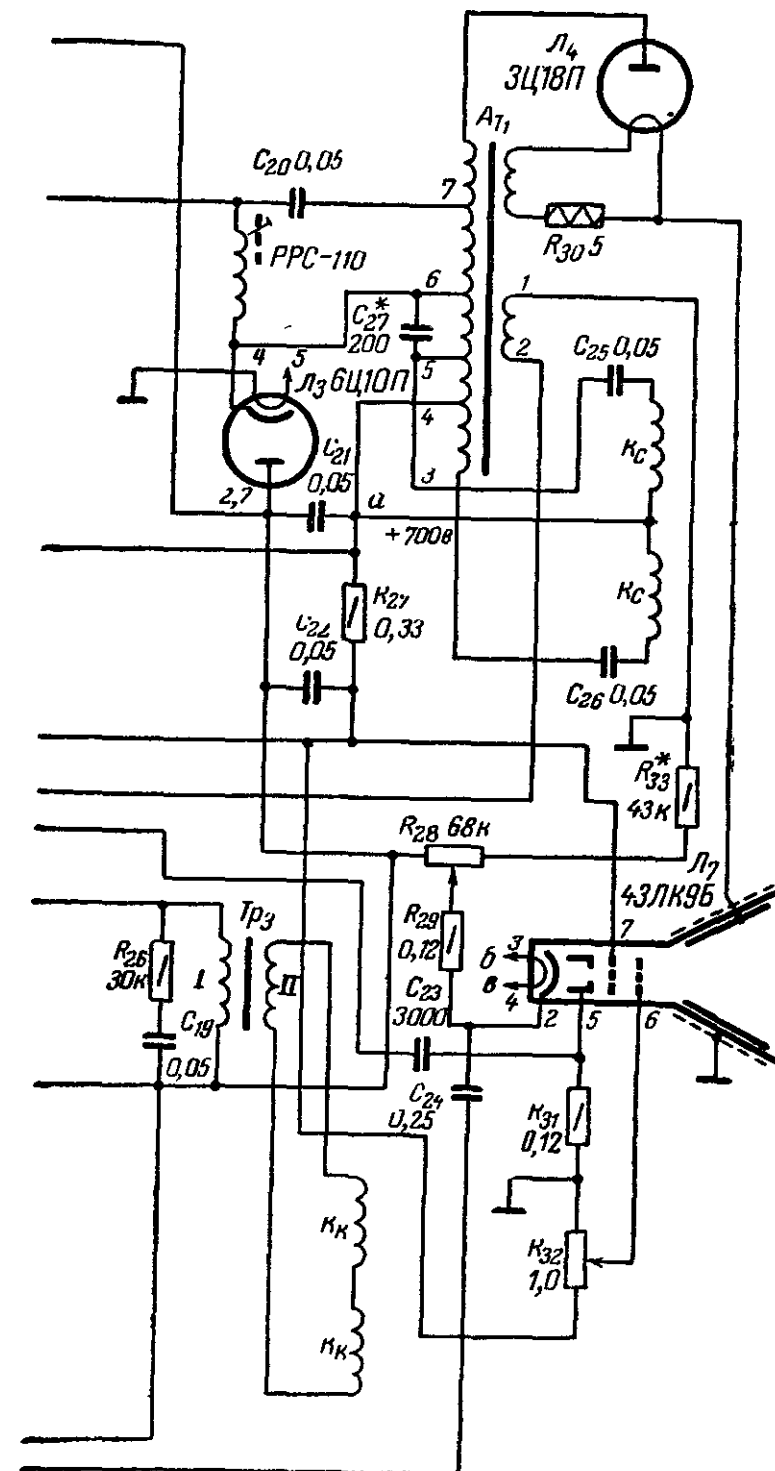 Л4
3Ц18П
АТ1
С20 0,05
7
РРС-110
R30 5
6
1
С27*
200
2
С25 0,05
4
5
5
Л3 6Ц10П
4
КС
С21
0,05
3
2,7
а
+700в
R27
0,33
КС
С22
0,05
С26 0,05
R33*
43к
R28 68к
Л7
43ЛК9Б
R29
0,12
7
Тр3
б
3
R26
30к
I
II
в
4
С23
3000
2
5
6
С19
0,05
С24
0,25
R31
0,12
КК
R32
1,0
КК